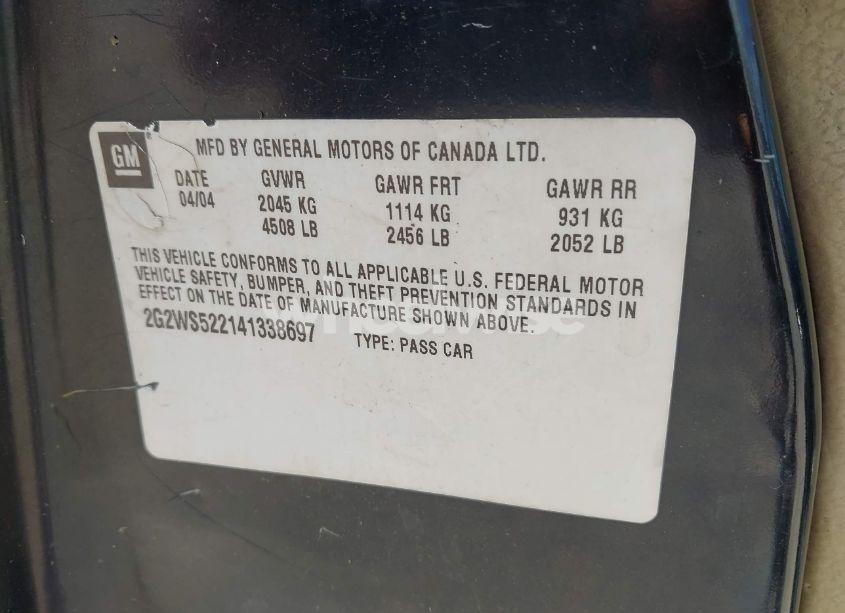 GM
MFD BY GENERAL MOTORS OF CANADA LTD.
DATE GVWR GAWR FRT GAWR RR
04/04 2045 KG 1114 KG 931 KG
4508 LB 2456 LB 2052 LB
THIS VEHICLE CONFORMS TO ALL APPLICABLE U.S. FEDERAL MOTOR
VEHICLE SAFETY, BUMPER, AND THEFT PREVENTION STANDARDS IN
EFFECT ON THE DATE OF MANUFACTURE SHOWN ABOVE.
2G2WS522141338697 TYPE: PASS CAR